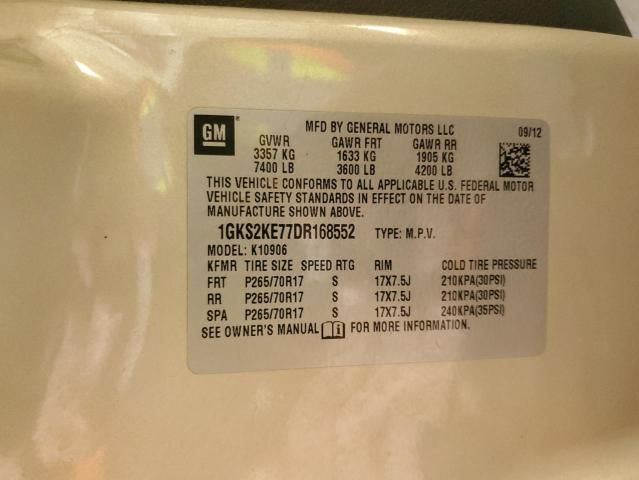 GM
MFD BY GENERAL MOTORS LLC 09/12
GVWR GAWR FRT GAWR RR
3357 KG 1633 KG 1905 KG
7400 LB 3600 LB 4200 LB
THIS VEHICLE CONFORMS TO ALL APPLICABLE U.S. FEDERAL MOTOR
VEHICLE SAFETY STANDARDS IN EFFECT ON THE DATE OF
MANUFACTURE SHOWN ABOVE.
1GKS2KE77DR168552 TYPE: M.P.V.
MODEL: K10906
KFMR TIRE SIZE SPEED RTG RIM COLD TIRE PRESSURE
FRT P265/70R17 S 17X7.5J 210KPA(30PSI)
RR P265/70R17 S 17X7.5J 210KPA(30PSI)
SPA P265/70R17 S 17X7.5J 240KPA(35PSI)
SEE OWNER'S MANUAL i FOR MORE INFORMATION.